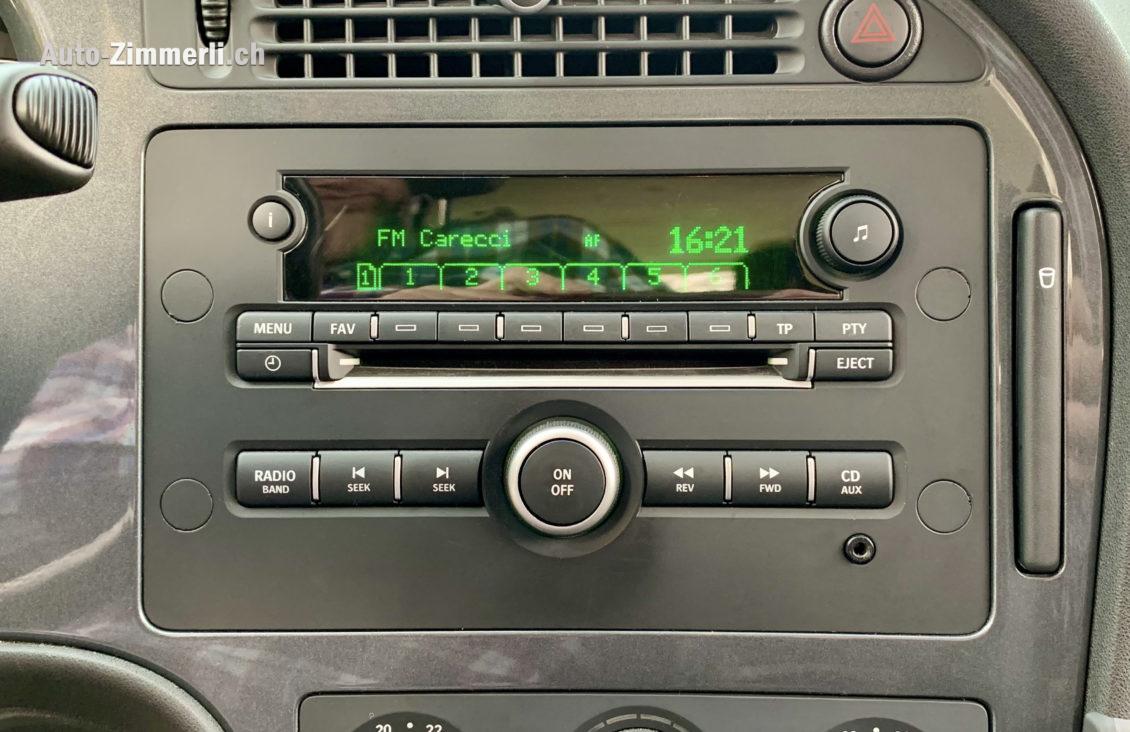 Auto-Zimmerli.ch
i
FM Carecci AF 16:21
1 1 2 3 4 5 6
MENU FAV TP PTY
EJECT
RADIO BAND
SEEK
SEEK
ON OFF
REV
FWD
CD AUX
20 22